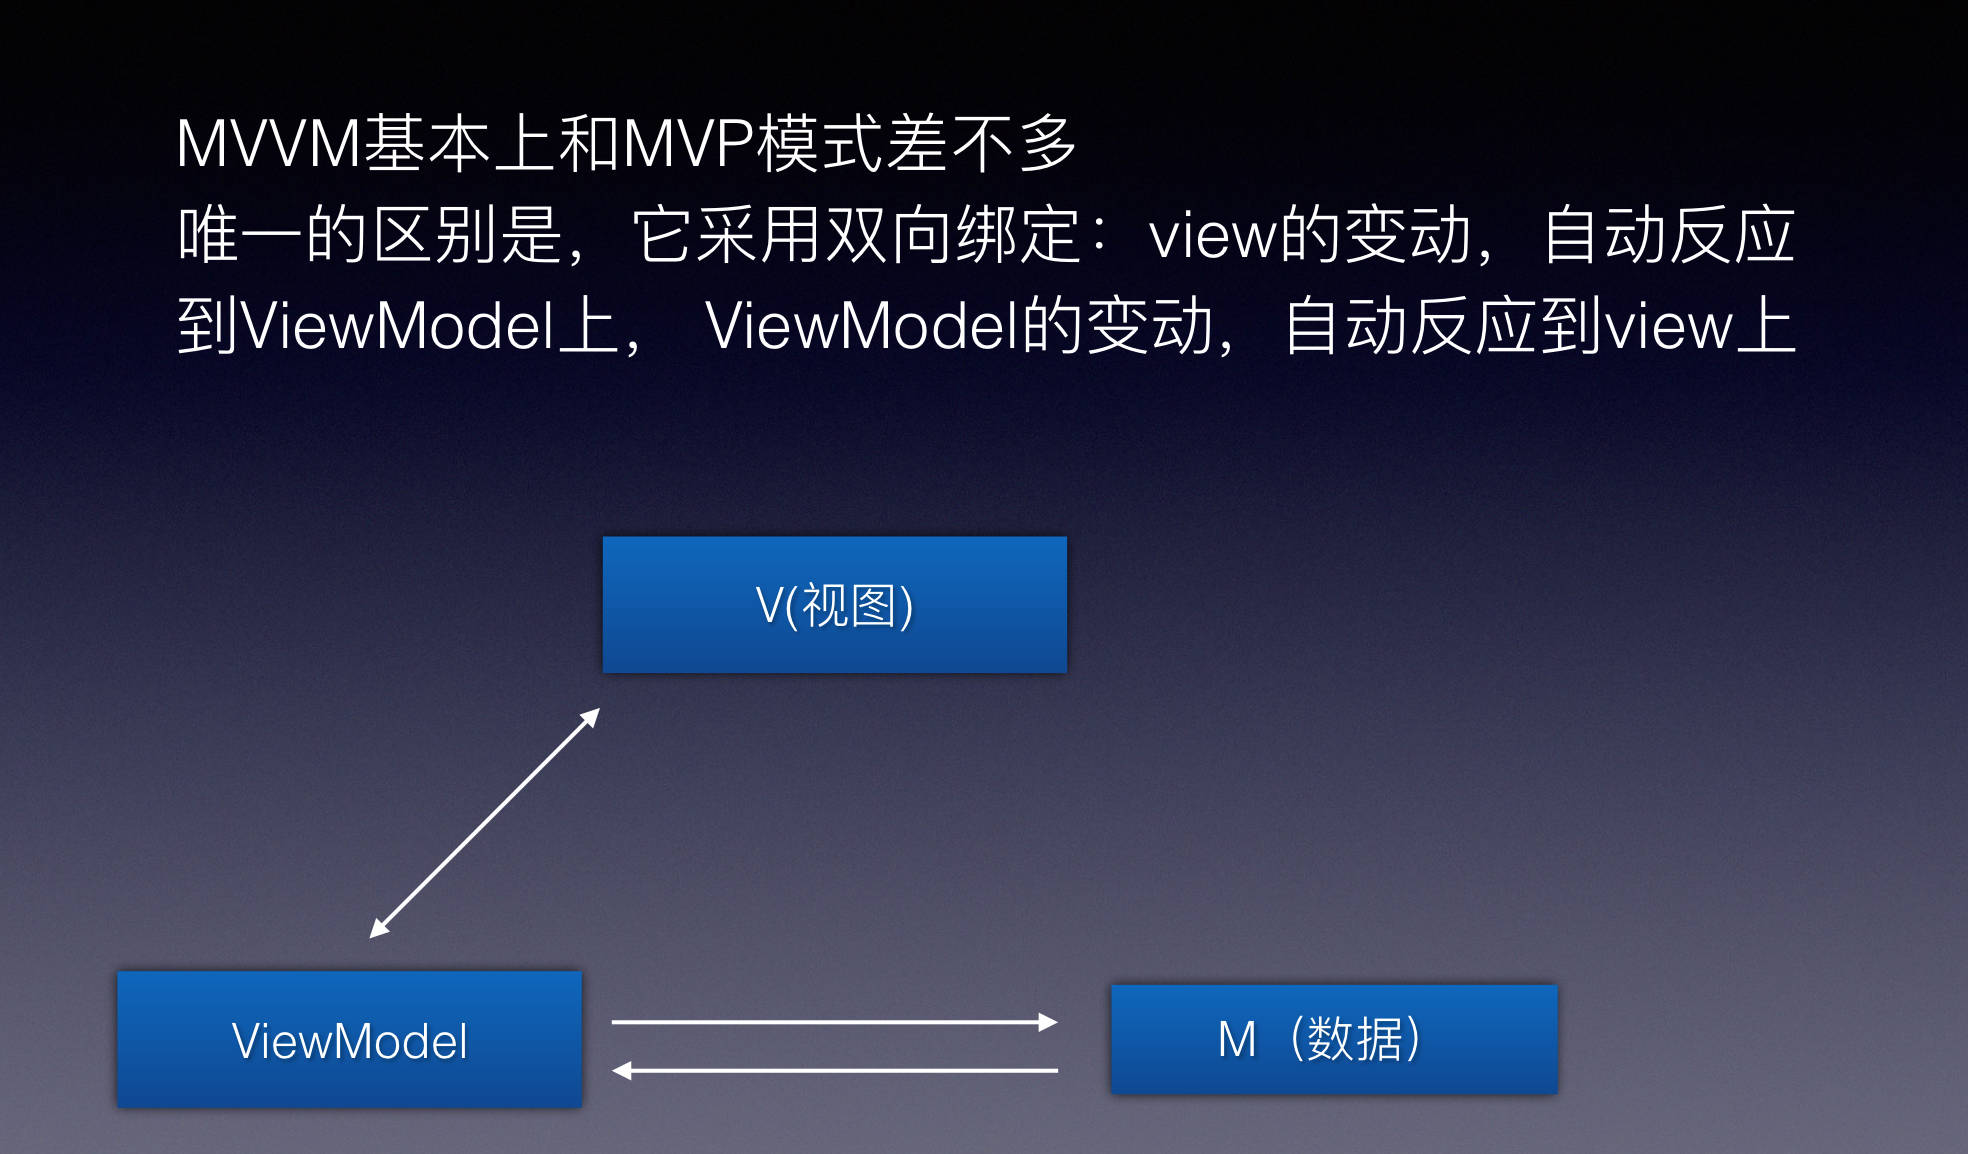 MVVM基本上和MVP模式差不多
唯一的区别是，它采用双向绑定：view的变动，自动反应
到ViewModel上， ViewModel的变动，自动反应到view上
V(视图)
ViewModel
M（数据）